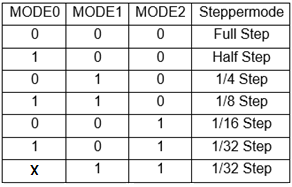 MODE0 MODE1 MODE2 Steppermode
0 0 0 Full Step
1 0 0 Half Step
0 1 0 1/4 Step
1 1 0 1/8 Step
0 0 1 1/16 Step
1 0 1 1/32 Step
X 1 1 1/32 Step